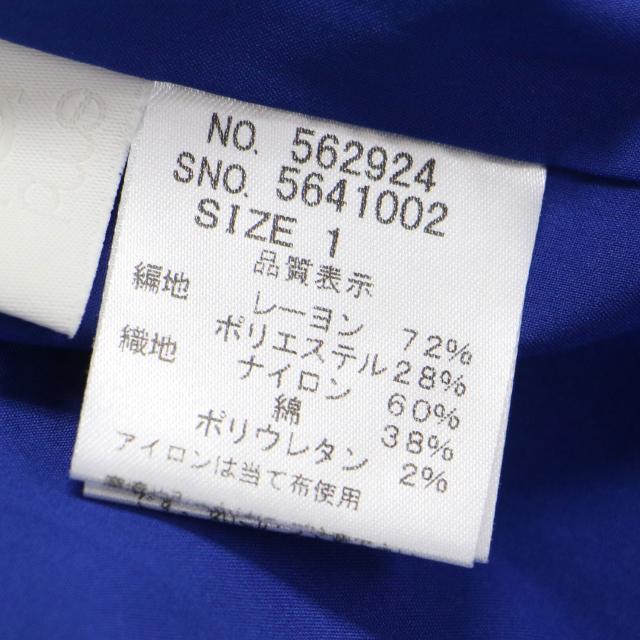 NO. 562924
SNO. 5641002
SIZE 1
品質表示
編地 レーヨン 72%
ポリエステル 28%
織地 ナイロン 60%
綿 38%
ポリウレタン 2%
アイロンは当て布使用